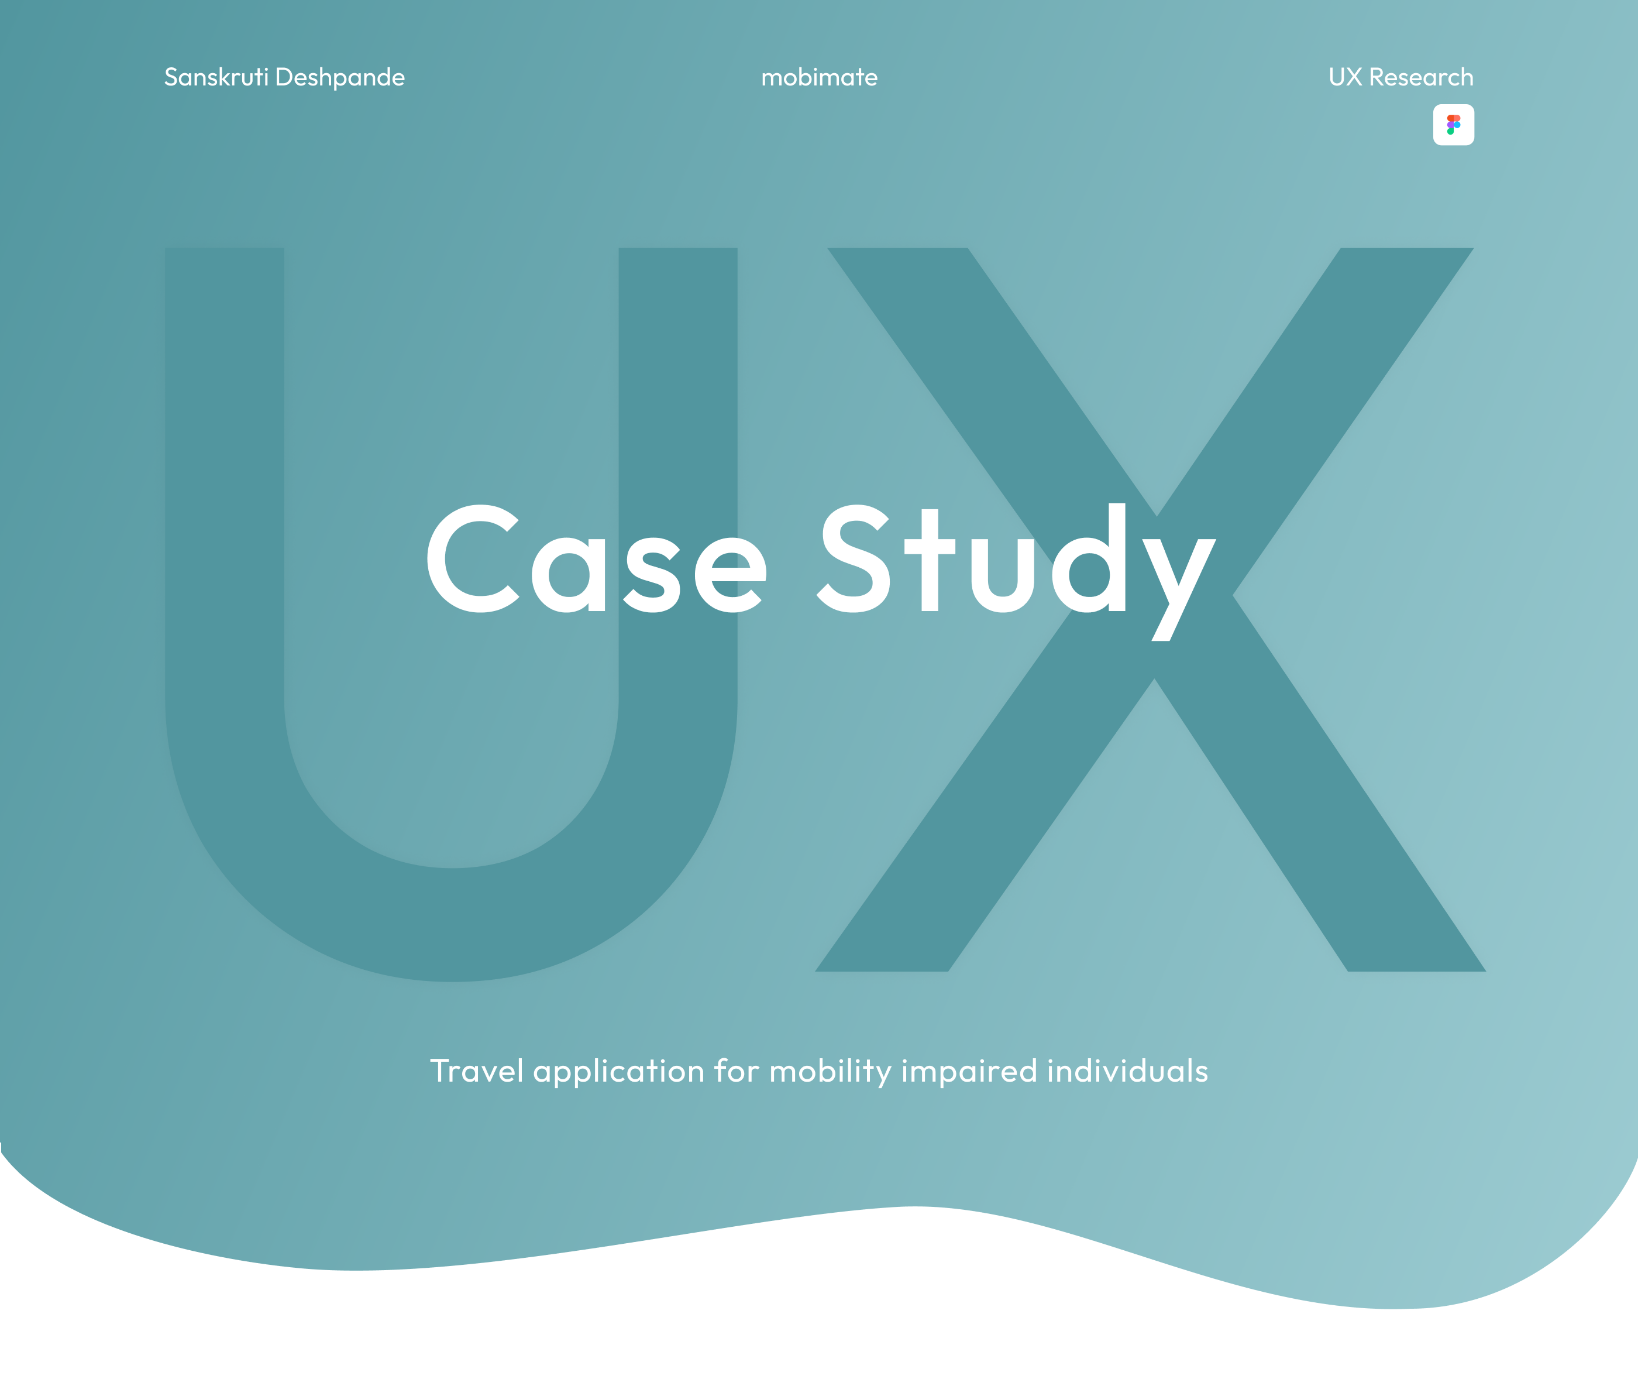 Sanskruti Deshpande
mobimate
UX Research
UX
Case Study
Travel application for mobility impaired individuals